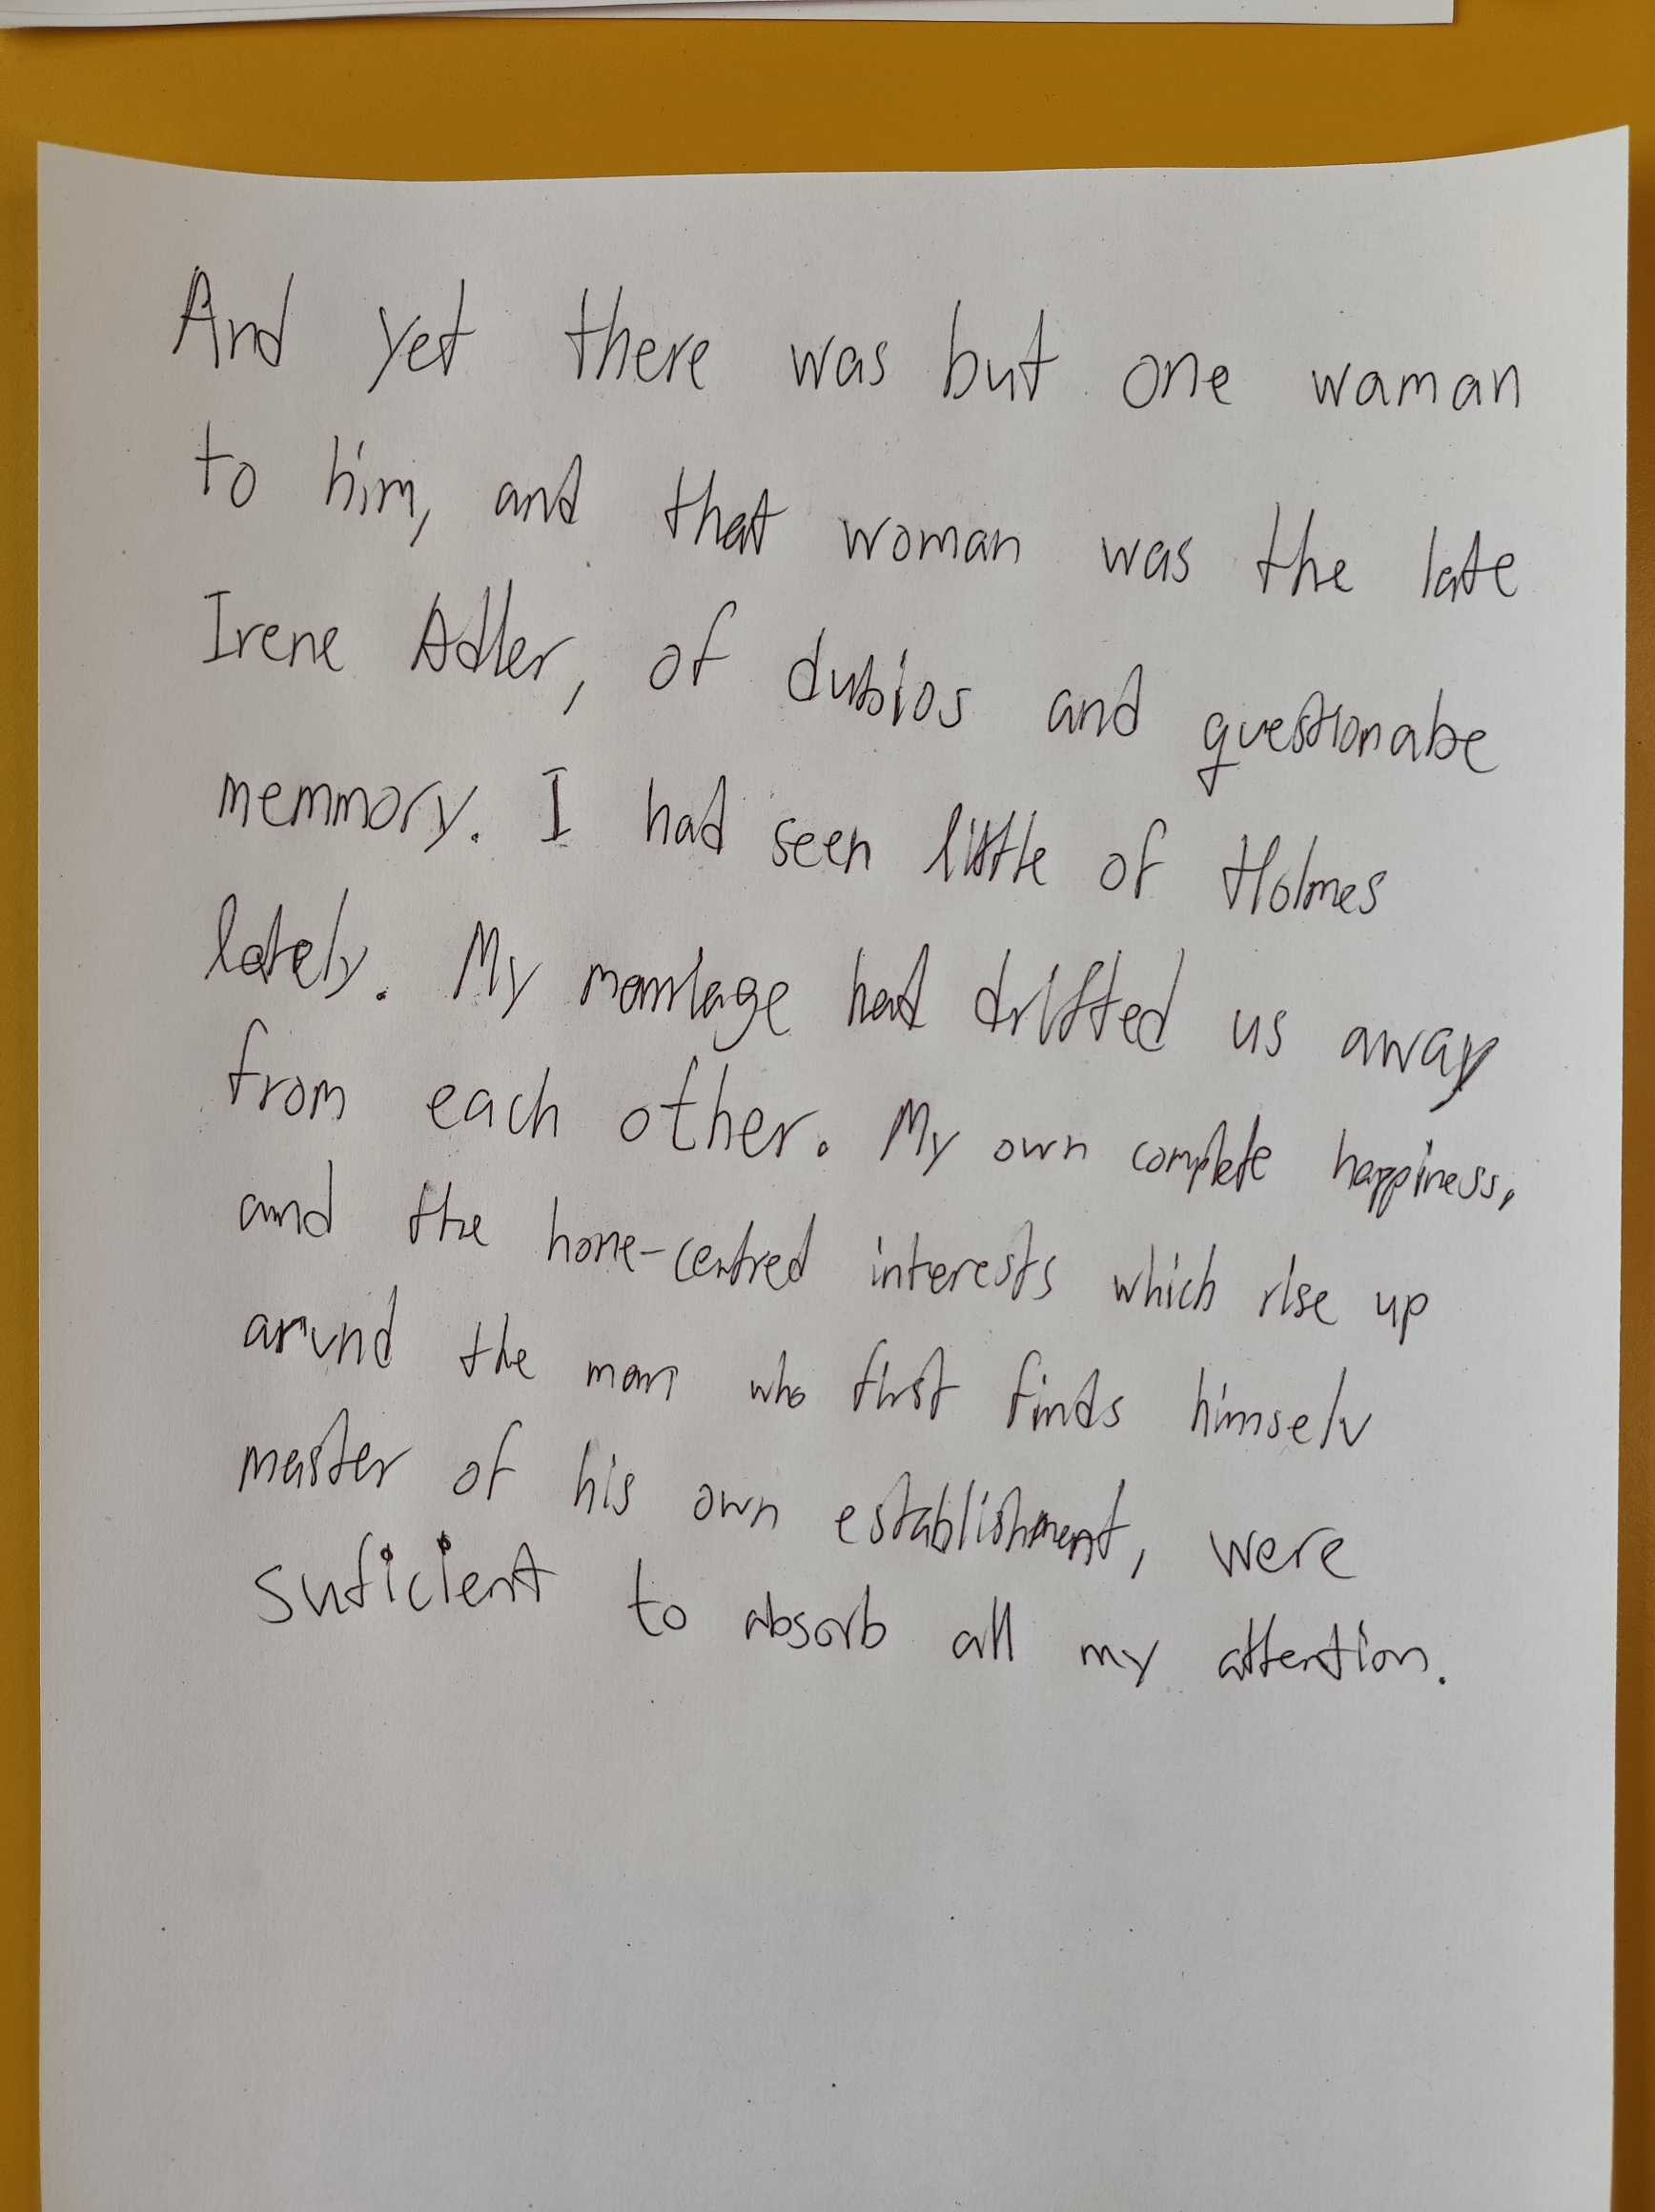 And yet there was but one waman
to him, and that woman was the late
Irene Adler, of dubios and questionabe
memmory. I had seen little of Holmes
lately. My marriage had drifted us away
from each other. My own complete happiness,
and the home-centred interests which rise up
arund the man who first finds himselv
master of his own establishment, were
suficient to absorb all my attention.